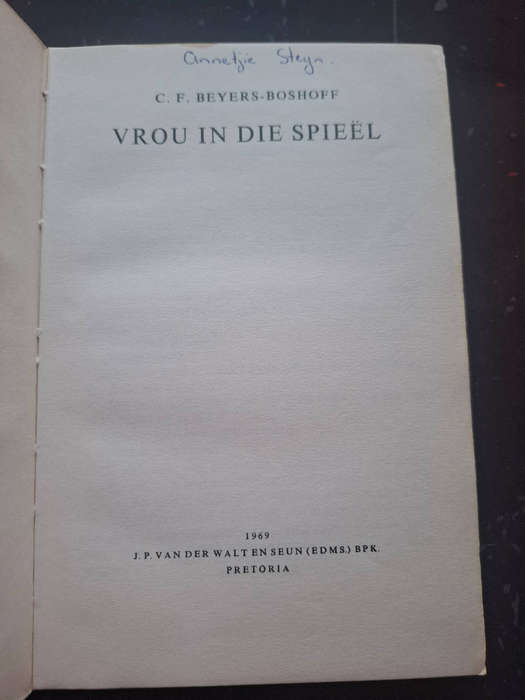 Annetjie Steyn.
C. F. BEYERS-BOSHOFF
VROU IN DIE SPIEËL
1969
J. P. VAN DER WALT EN SEUN (EDMS.) BPK.
PRETORIA